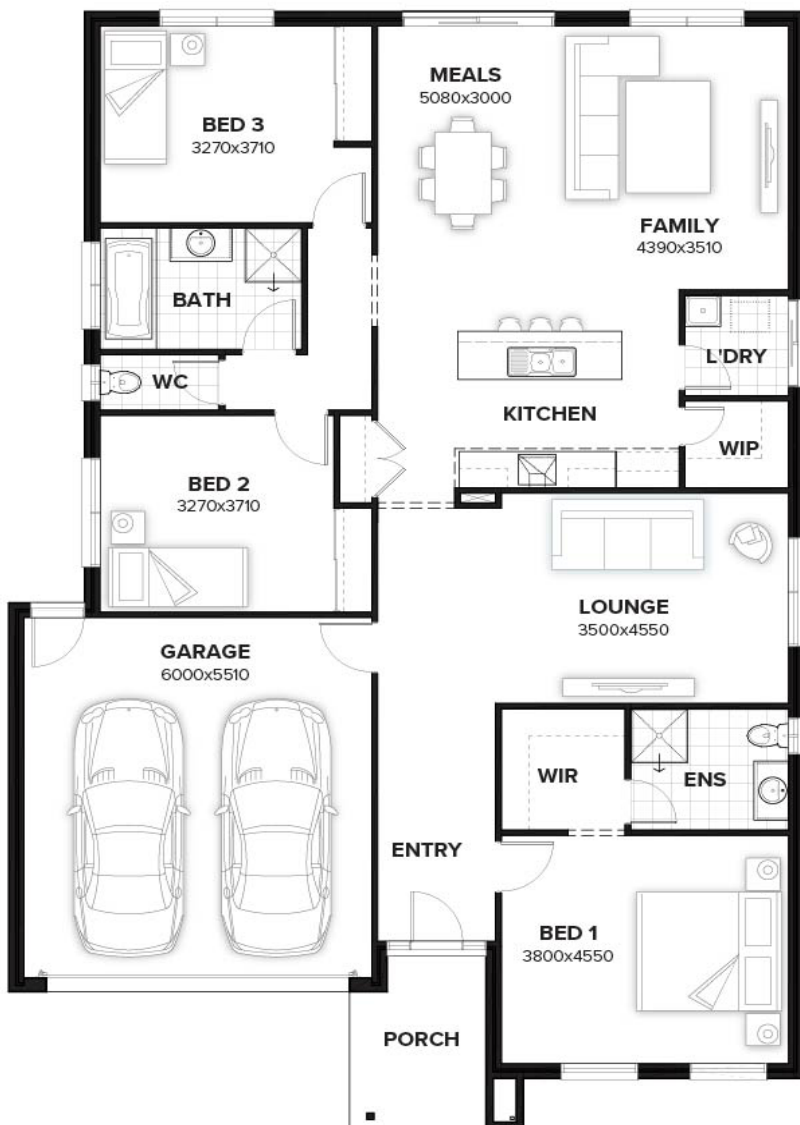 MEALS
5080x3000
BED 3
3270x3710
FAMILY
4390x3510
BATH
L'DRY
WC
KITCHEN
WIP
BED 2
3270x3710
LOUNGE
3500x4550
GARAGE
6000x5510
WIR
ENS
ENTRY
BED 1
3800x4550
PORCH